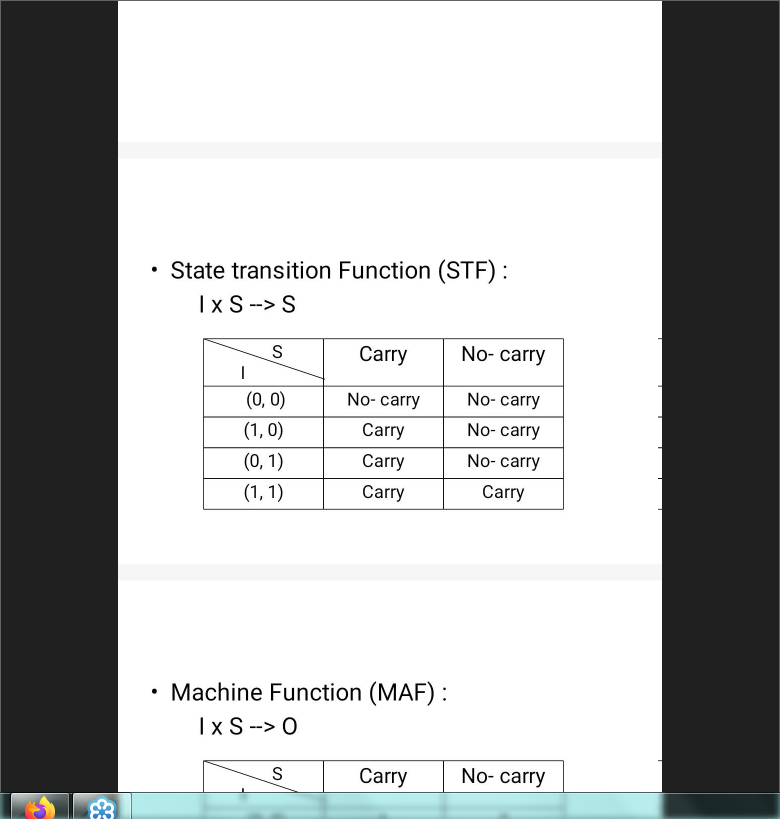 • State transition Function (STF) :
I x S --> S
S
I
Carry
No- carry
(0, 0)
No- carry
No- carry
(1, 0)
Carry
No- carry
(0, 1)
Carry
No- carry
(1, 1)
Carry
Carry
• Machine Function (MAF) :
I x S --> O
S
Carry
No- carry